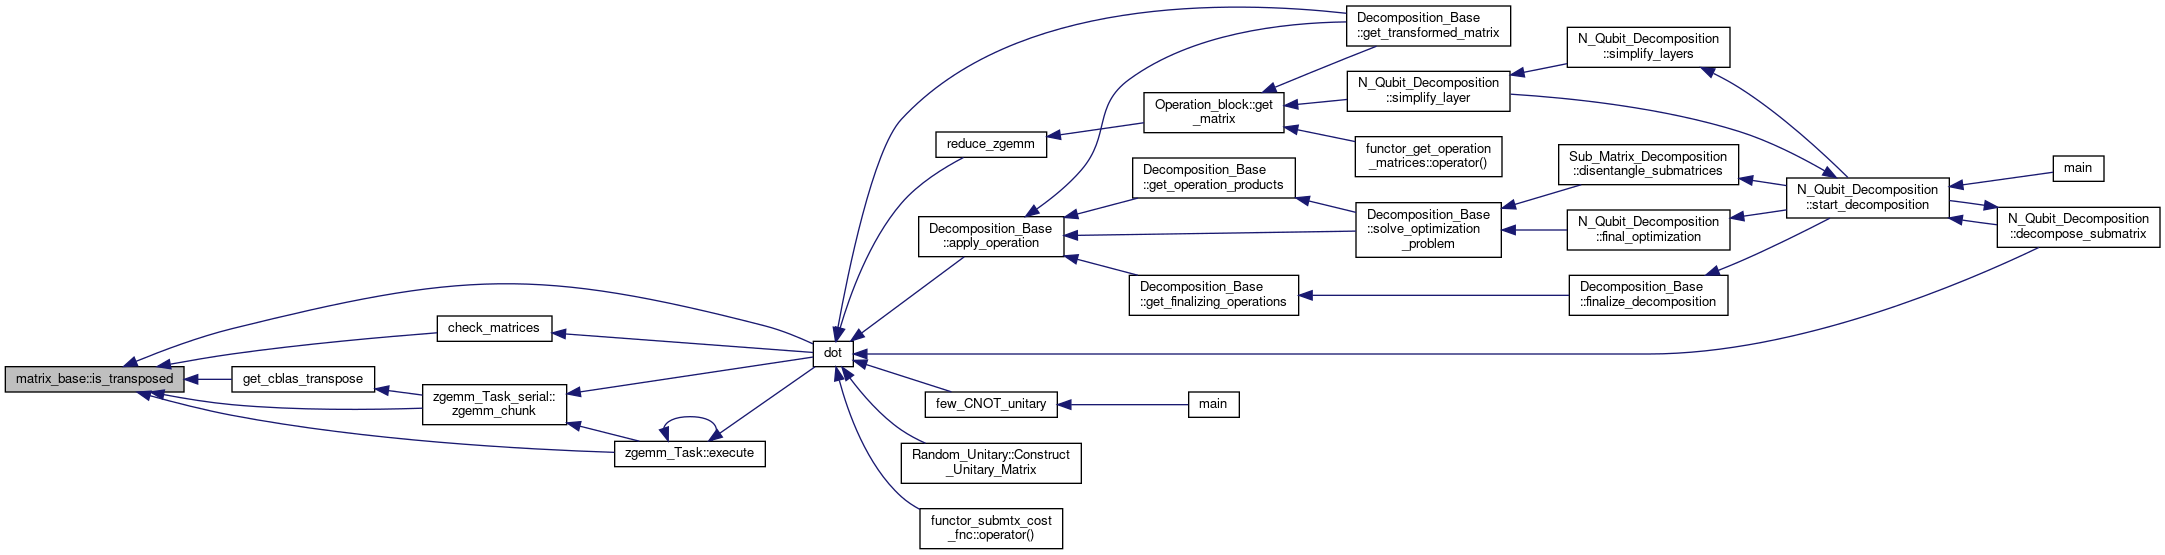 matrix_base::is_transposed
check_matrices
get_cblas_transpose
zgemm_Task_serial::
zgemm_chunk
zgemm_Task::execute
dot
reduce_zgemm
Decomposition_Base
::apply_operation
few_CNOT_unitary
Random_Unitary::Construct
_Unitary_Matrix
functor_submtx_cost
_fnc::operator()
Operation_block::get
_matrix
Decomposition_Base
::get_operation_products
Decomposition_Base
::get_finalizing_operations
main
Decomposition_Base
::get_transformed_matrix
N_Qubit_Decomposition
::simplify_layer
functor_get_operation
_matrices::operator()
Decomposition_Base
::solve_optimization
_problem
N_Qubit_Decomposition
::simplify_layers
Sub_Matrix_Decomposition
::disentangle_submatrices
N_Qubit_Decomposition
::final_optimization
Decomposition_Base
::finalize_decomposition
N_Qubit_Decomposition
::start_decomposition
main
N_Qubit_Decomposition
::decompose_submatrix